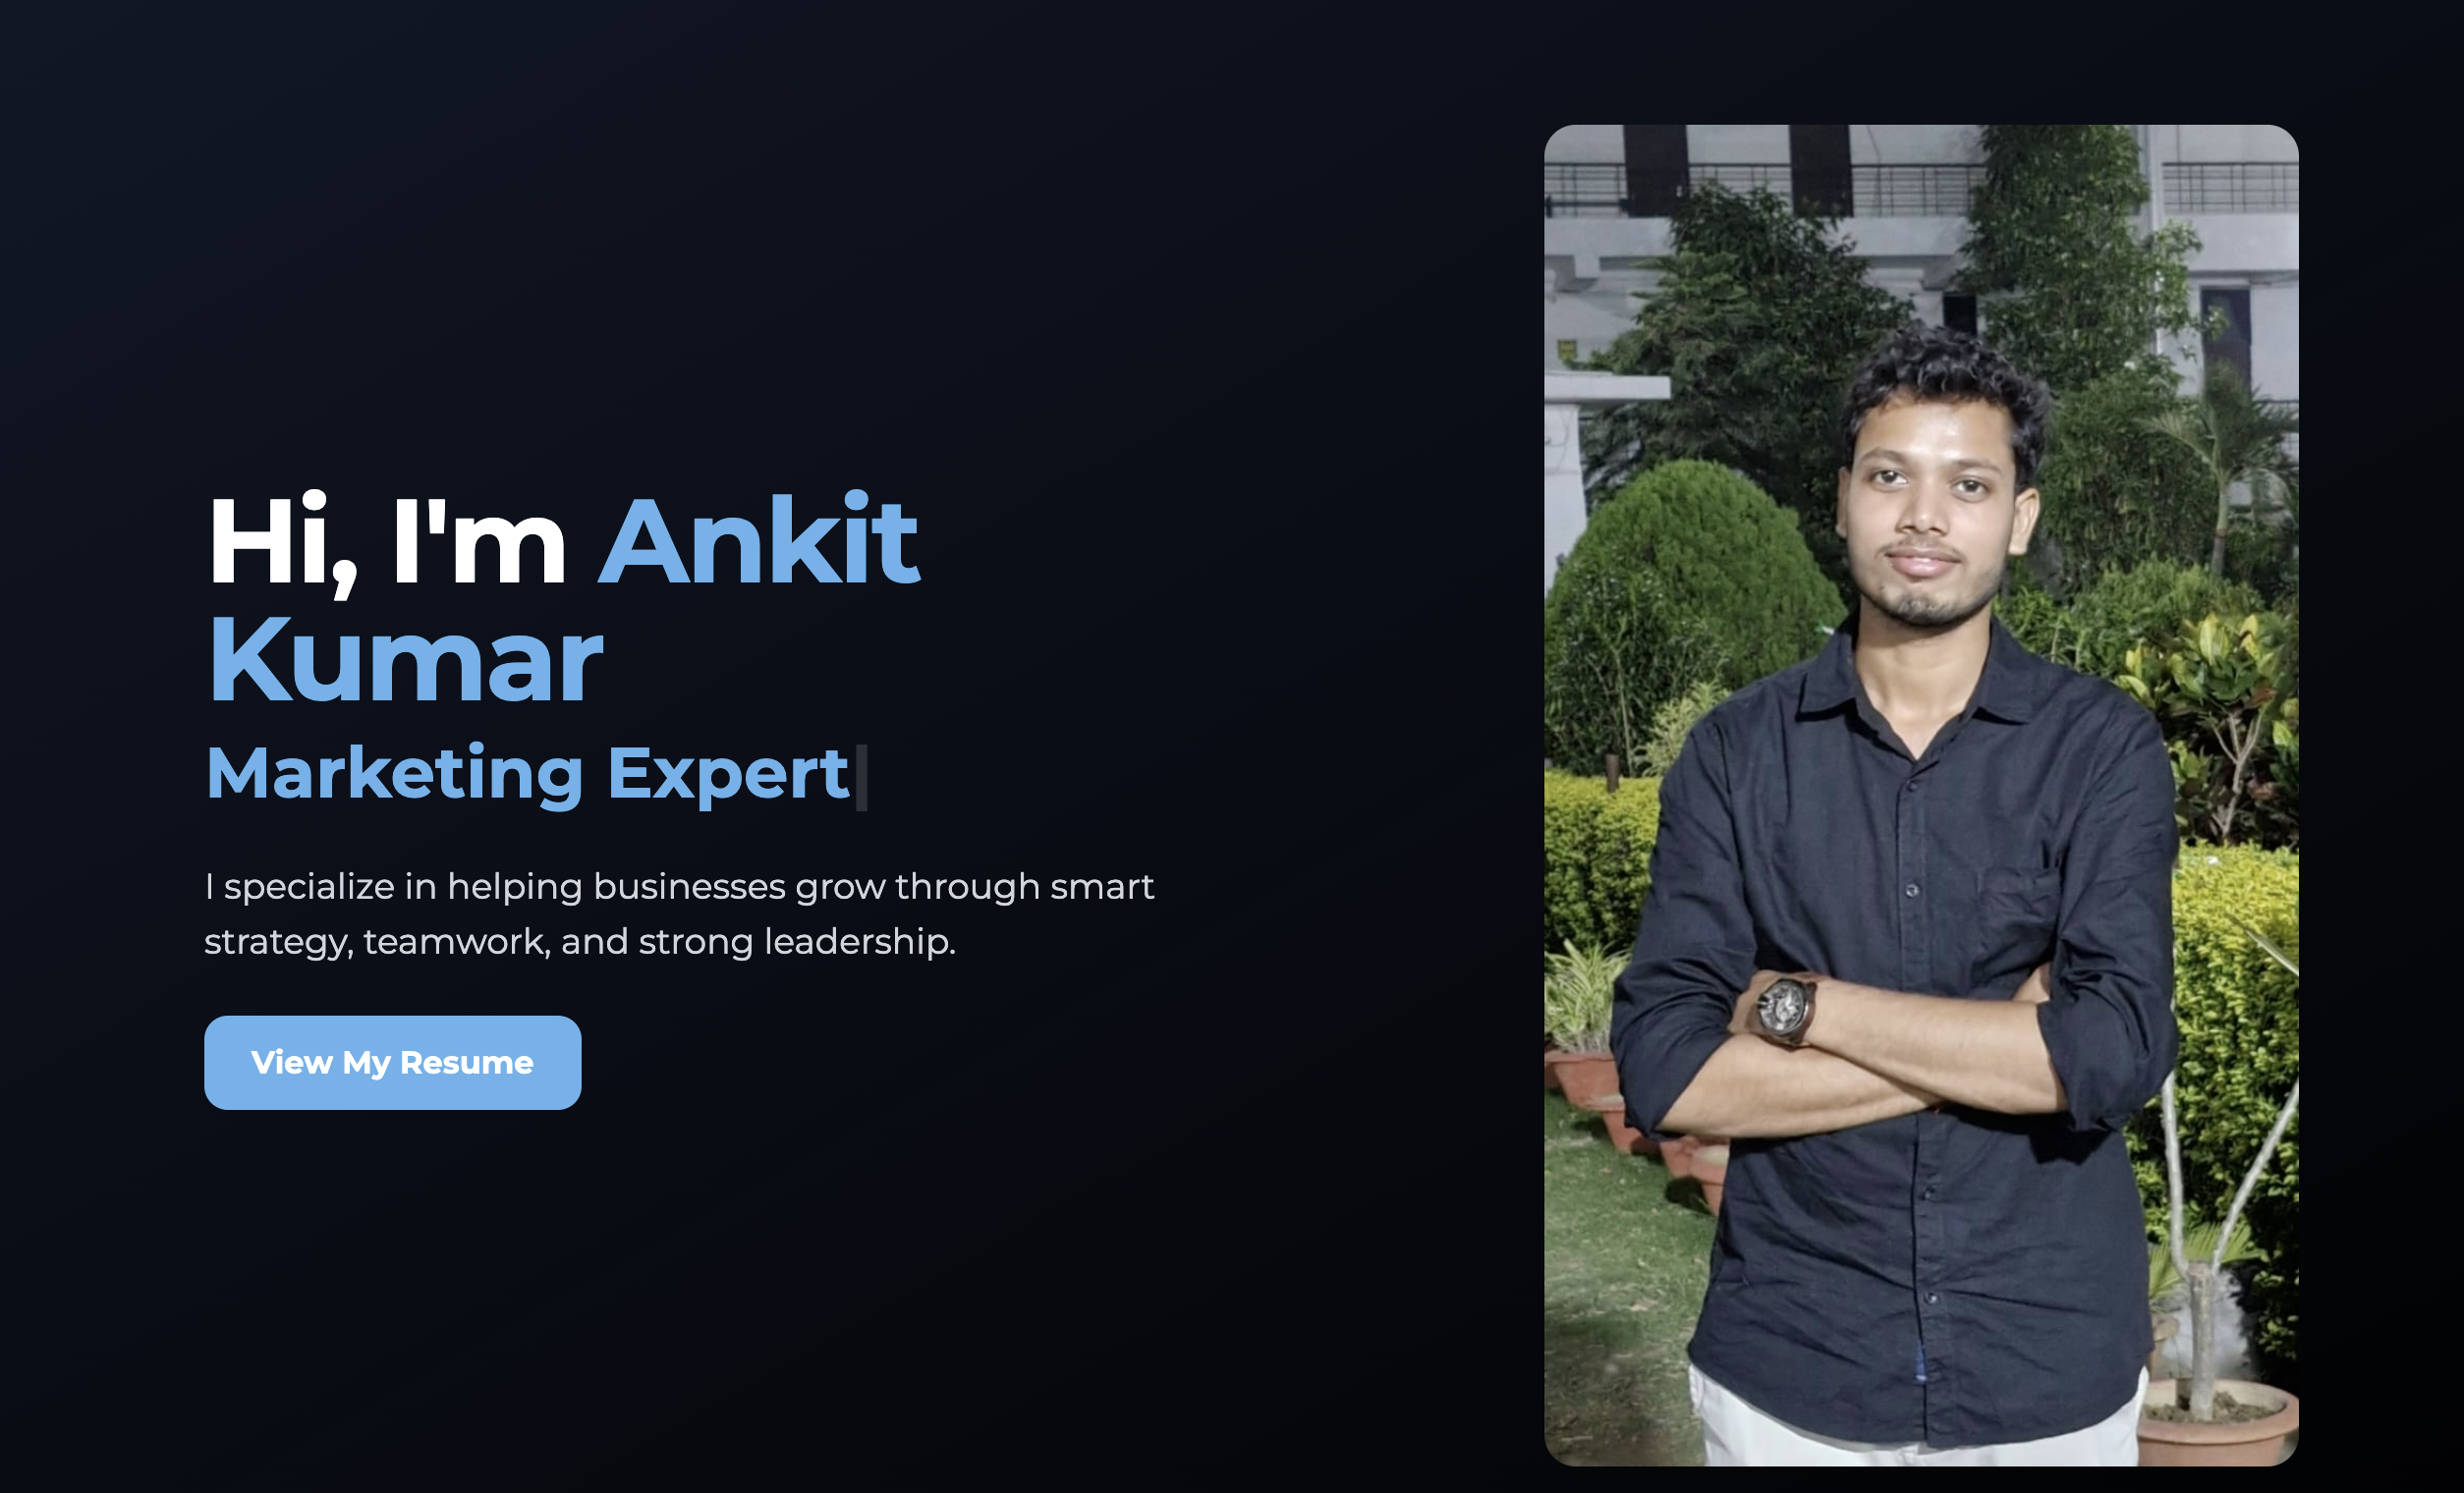 Hi, I'm Ankit
Kumar
Marketing Expert
I specialize in helping businesses grow through smart
strategy, teamwork, and strong leadership.
View My Resume